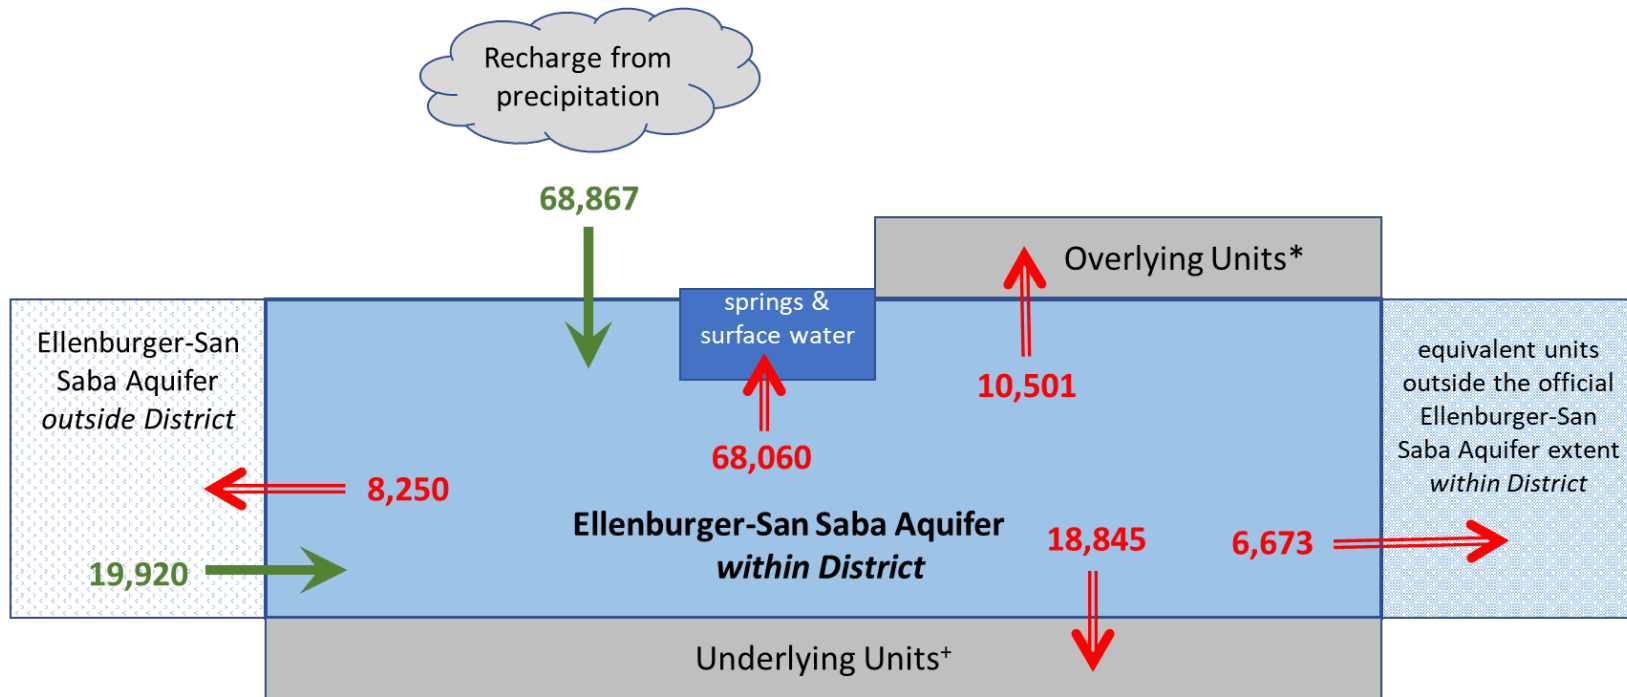 Recharge from
precipitation
68,867
Overlying Units*
springs &
surface water
10,501
68,060
Ellenburger-San
Saba Aquifer
outside District
8,250
19,920
Ellenburger-San Saba Aquifer
within District
18,845
6,673
equivalent units
outside the official
Ellenburger-San
Saba Aquifer extent
within District
Underlying Units⁺